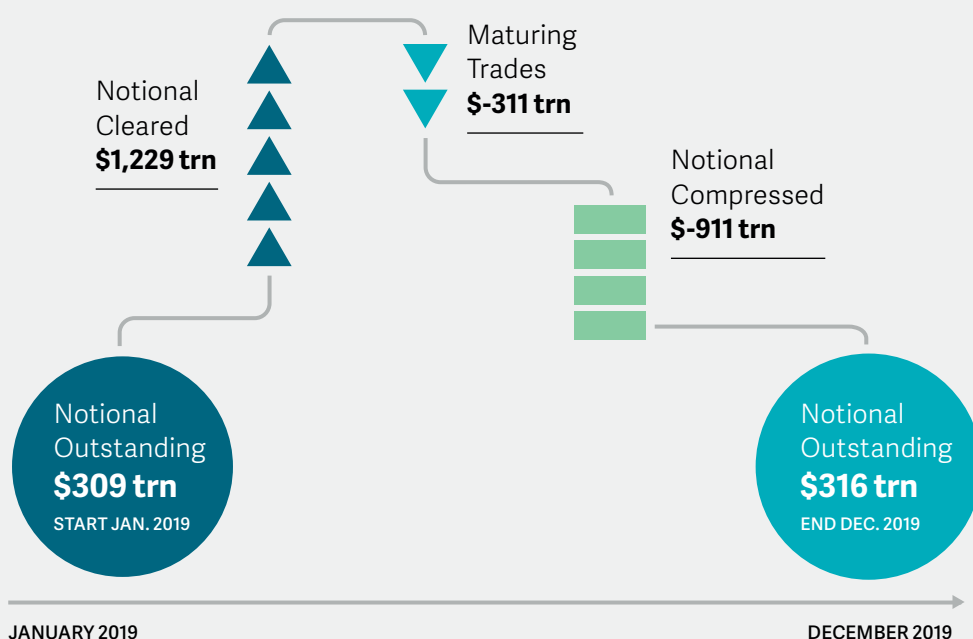 Notional
Cleared
$1,229 trn
Maturing
Trades
$-311 trn
Notional
Compressed
$-911 trn
Notional
Outstanding
$309 trn
START JAN. 2019
Notional
Outstanding
$316 trn
END DEC. 2019
JANUARY 2019
DECEMBER 2019